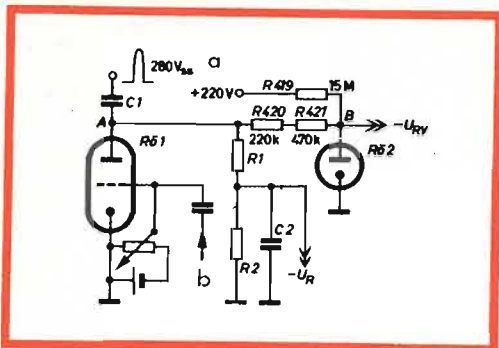 280Vss a
C1
+220V R419 15M
A R420 R421 B -URV
220k 470k
Rö1 R1 Rö2
b R2 C2
-UR